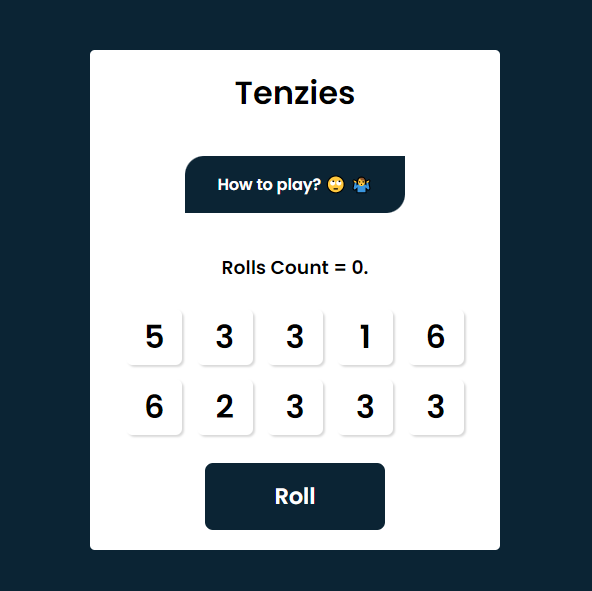 Tenzies
How to play? 🙄 🤷
Rolls Count = 0.
5 3 3 1 6
6 2 3 3 3
Roll